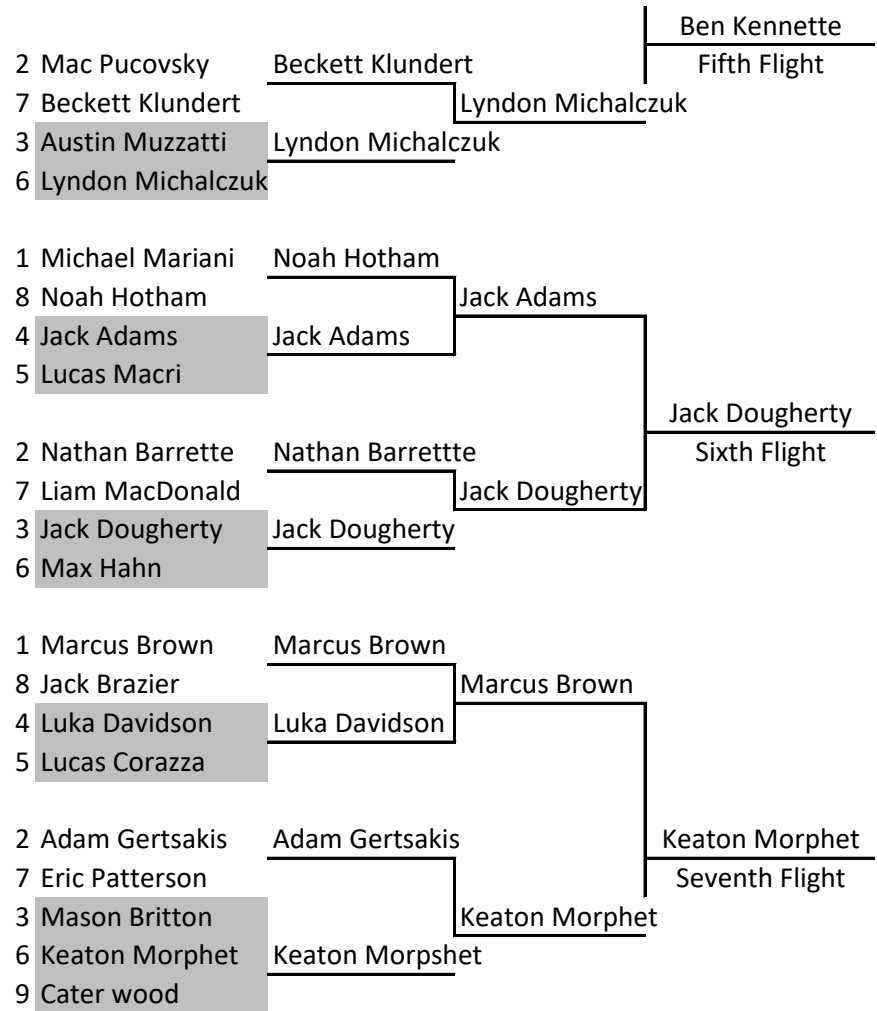 Ben Kennette
2 Mac Pucovsky Beckett Klundert Fifth Flight
7 Beckett Klundert Lyndon Michalczuk
3 Austin Muzzatti Lyndon Michalczuk
6 Lyndon Michalczuk
1 Michael Mariani Noah Hotham
8 Noah Hotham Jack Adams
4 Jack Adams Jack Adams
5 Lucas Macri
Jack Dougherty
2 Nathan Barrette Nathan Barrettte Sixth Flight
7 Liam MacDonald Jack Dougherty
3 Jack Dougherty Jack Dougherty
6 Max Hahn
1 Marcus Brown Marcus Brown
8 Jack Brazier Marcus Brown
4 Luka Davidson Luka Davidson
5 Lucas Corazza
2 Adam Gertsakis Adam Gertsakis Keaton Morphet
7 Eric Patterson Seventh Flight
3 Mason Britton Keaton Morphet
6 Keaton Morphet Keaton Morpshet
9 Cater wood